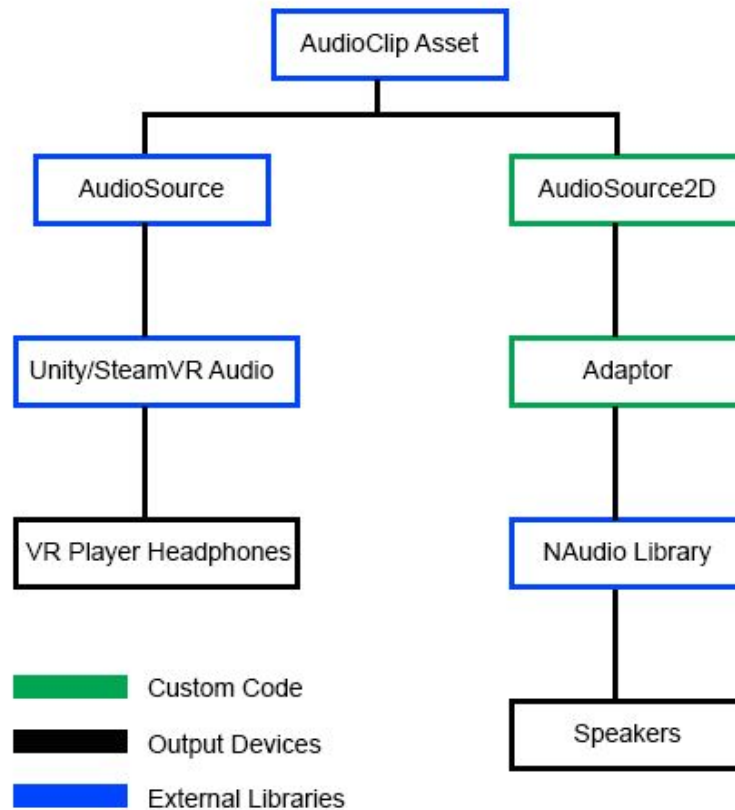 AudioClip Asset
AudioSource
AudioSource2D
Unity/SteamVR Audio
Adaptor
VR Player Headphones
NAudio Library
Speakers
Custom Code
Output Devices
External Libraries